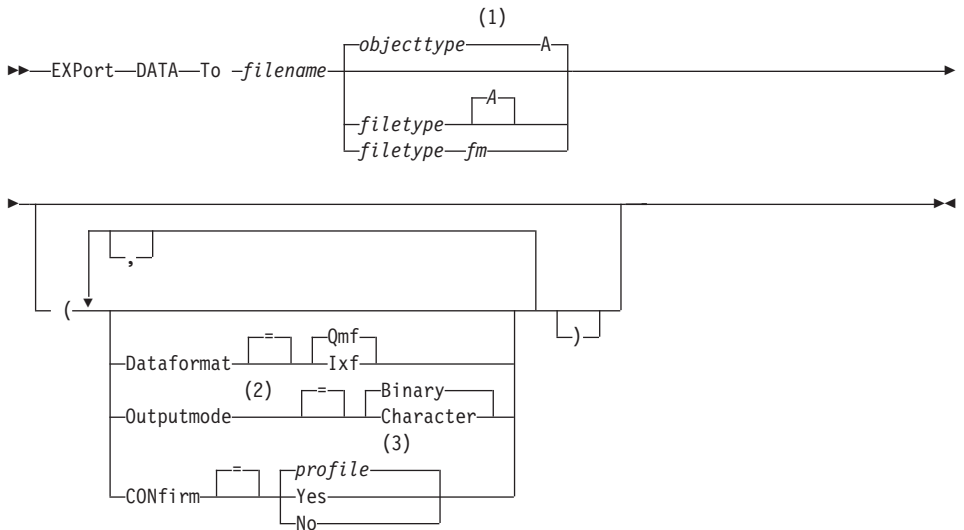 (1)
objecttype A
EXPort DATA To filename
A
filetype
filetype fm
,
(
)
=
Qmf
Dataformat
Ixf
(2)
=
Binary
Outputmode
Character
(3)
=
profile
CONfirm
Yes
No